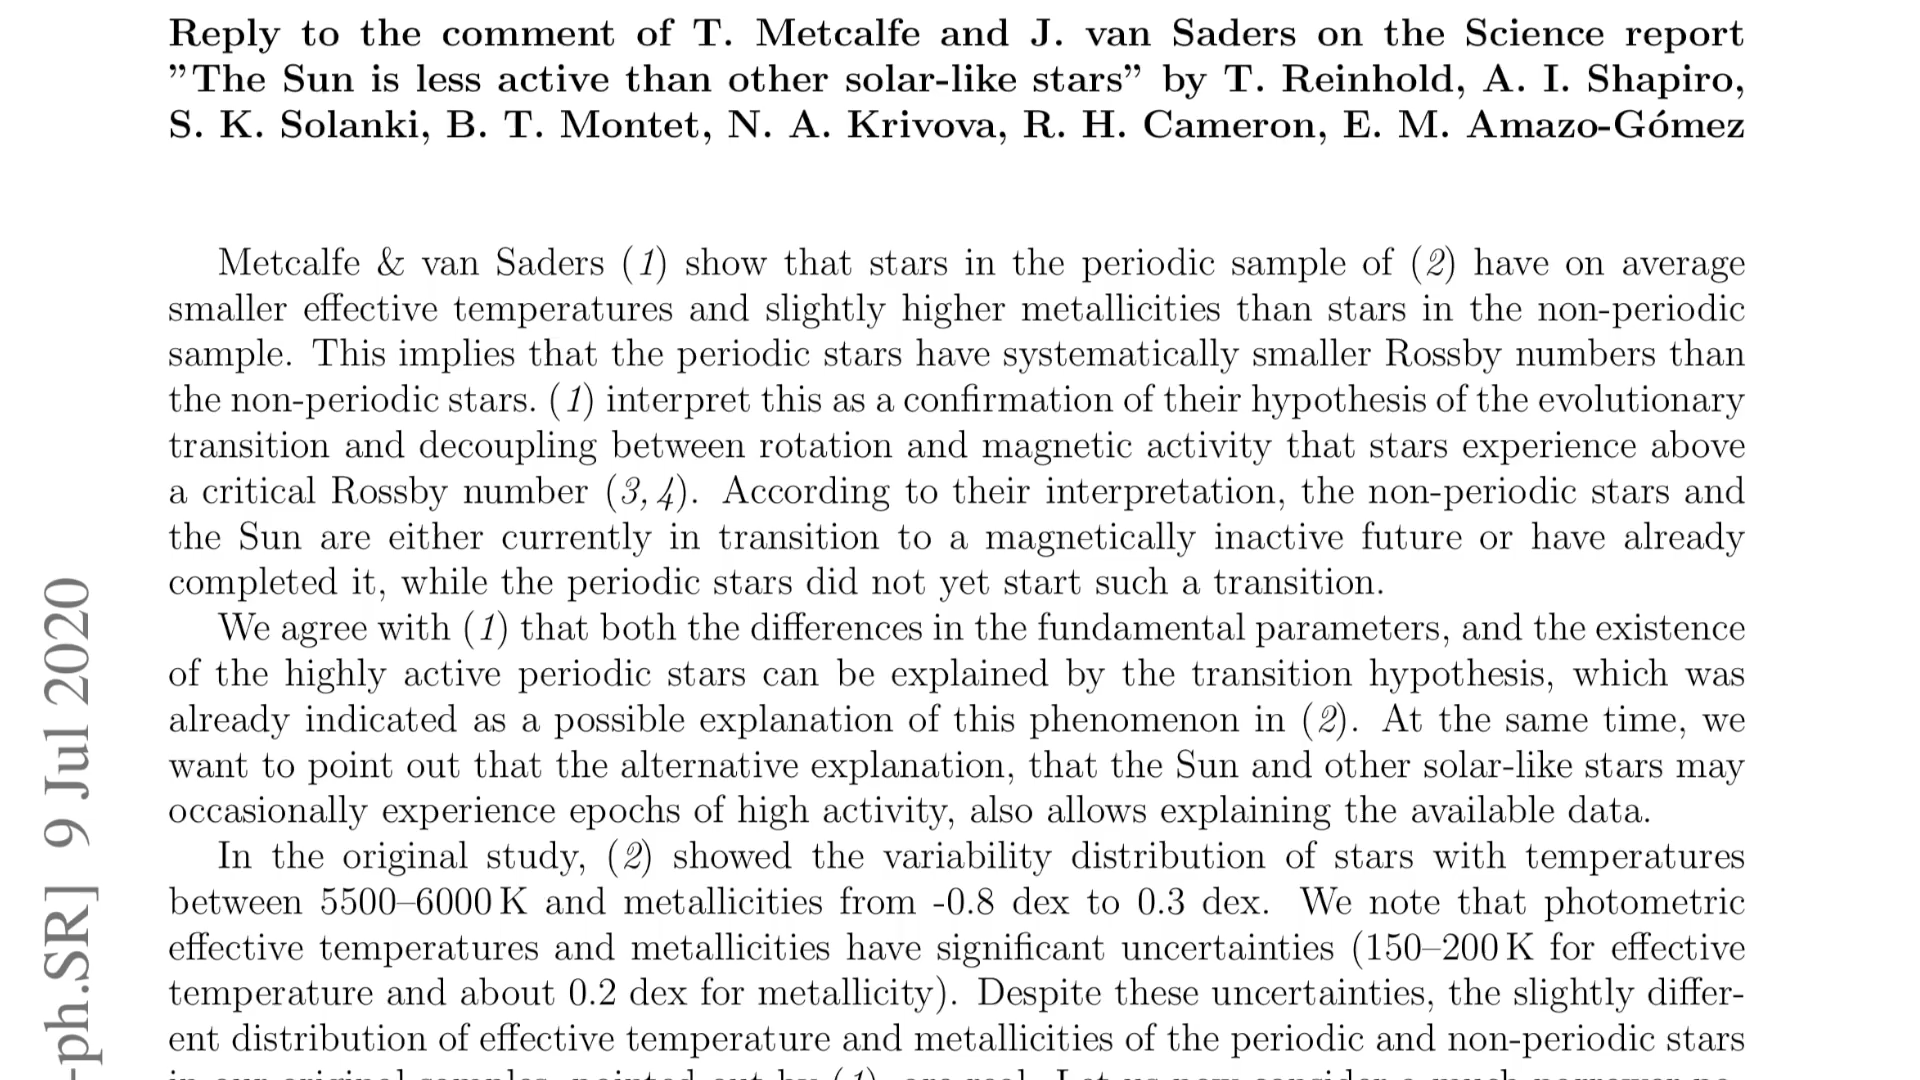 Reply to the comment of T. Metcalfe and J. van Saders on the Science report
”The Sun is less active than other solar-like stars” by T. Reinhold, A. I. Shapiro,
S. K. Solanki, B. T. Montet, N. A. Krivova, R. H. Cameron, E. M. Amazo-Gómez
Metcalfe & van Saders (1) show that stars in the periodic sample of (2) have on average
smaller effective temperatures and slightly higher metallicities than stars in the non-periodic
sample. This implies that the periodic stars have systematically smaller Rossby numbers than
the non-periodic stars. (1) interpret this as a confirmation of their hypothesis of the evolutionary
transition and decoupling between rotation and magnetic activity that stars experience above
a critical Rossby number (3, 4). According to their interpretation, the non-periodic stars and
the Sun are either currently in transition to a magnetically inactive future or have already
completed it, while the periodic stars did not yet start such a transition.
We agree with (1) that both the differences in the fundamental parameters, and the existence
of the highly active periodic stars can be explained by the transition hypothesis, which was
already indicated as a possible explanation of this phenomenon in (2). At the same time, we
want to point out that the alternative explanation, that the Sun and other solar-like stars may
occasionally experience epochs of high activity, also allows explaining the available data.
In the original study, (2) showed the variability distribution of stars with temperatures
between 5500–6000 K and metallicities from -0.8 dex to 0.3 dex. We note that photometric
effective temperatures and metallicities have significant uncertainties (150–200 K for effective
temperature and about 0.2 dex for metallicity). Despite these uncertainties, the slightly differ-
ent distribution of effective temperature and metallicities of the periodic and non-periodic stars
-ph.SR] 9 Jul 2020